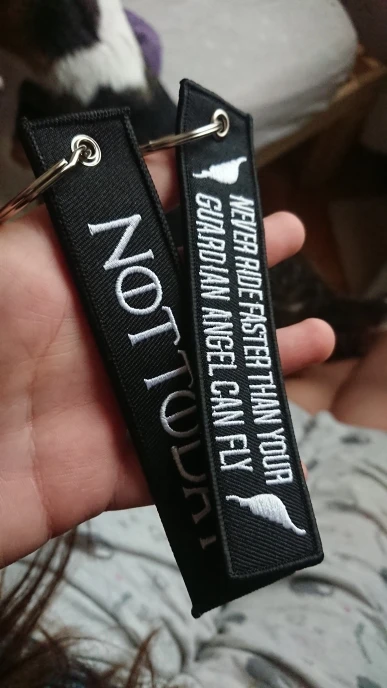 NOT TODAY
NEVER RIDE FASTER THAN YOUR
GUARDIAN ANGEL CAN FLY